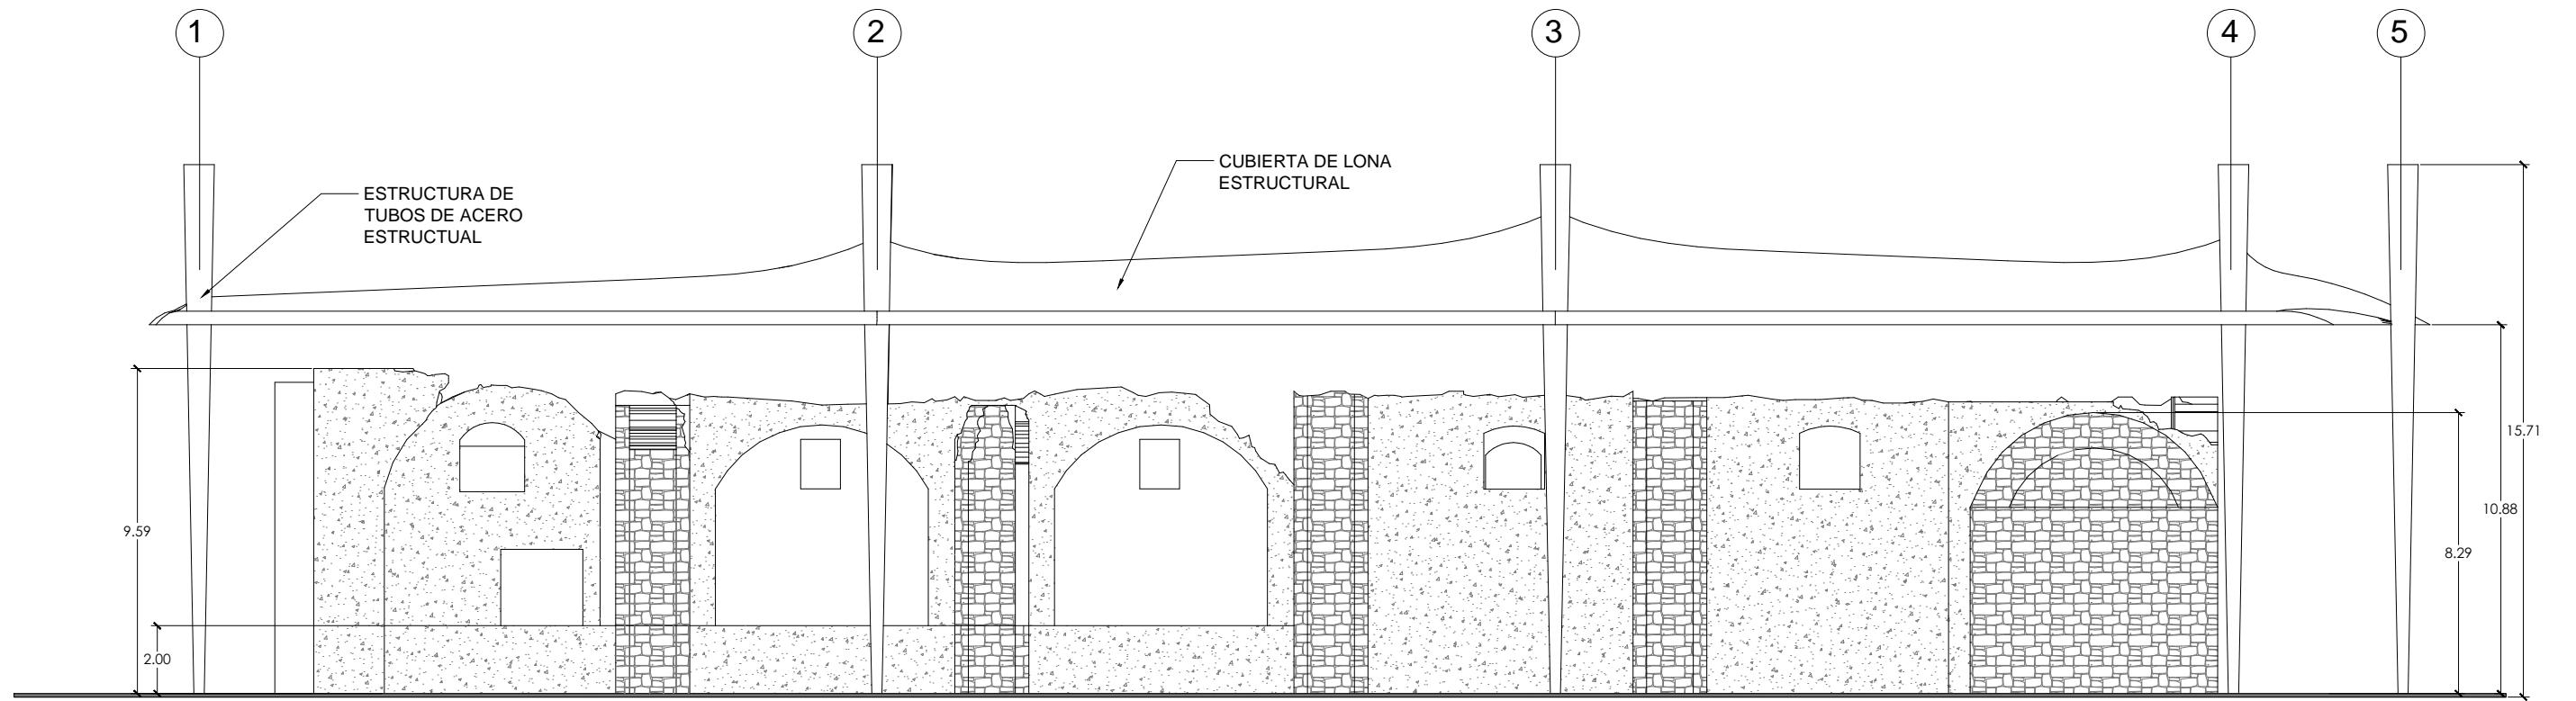 1
2
3
4
5
CUBIERTA DE LONA
ESTRUCTURAL
ESTRUCTURA DE
TUBOS DE ACERO
ESTRUCTUAL
15.71
10.88
9.59
8.29
2.00